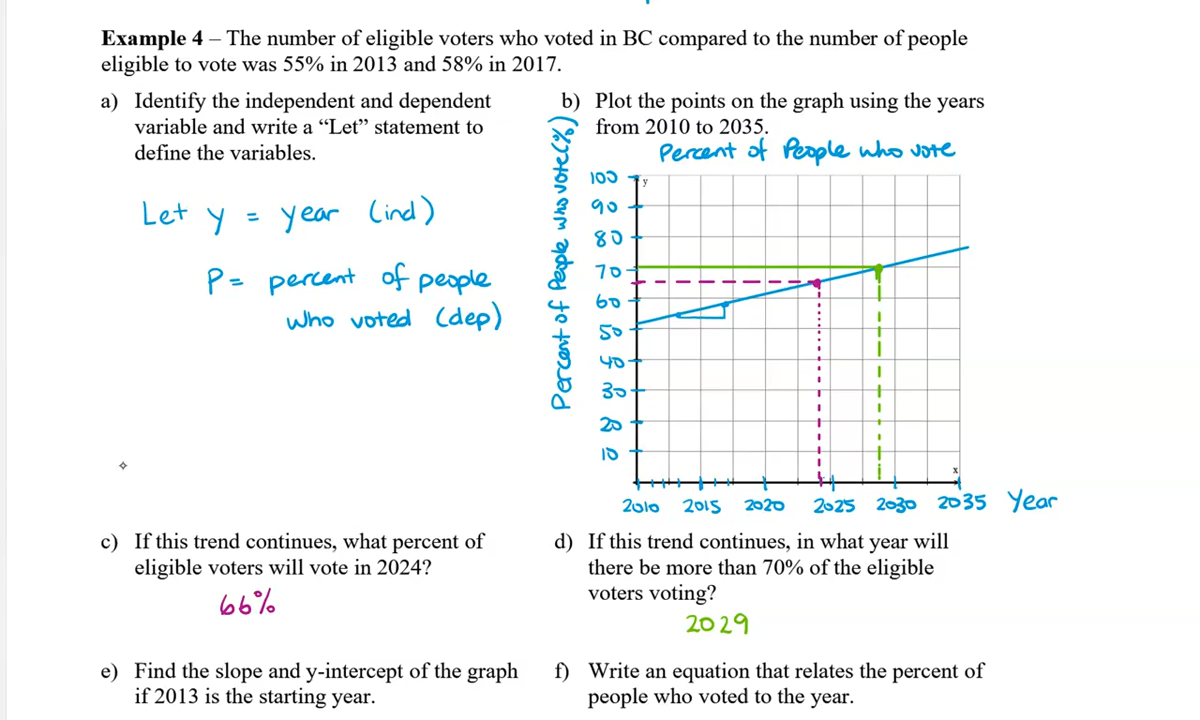 Example 4 – The number of eligible voters who voted in BC compared to the number of people
eligible to vote was 55% in 2013 and 58% in 2017.
a) Identify the independent and dependent
variable and write a “Let” statement to
define the variables.
Let y = year (ind)
P = percent of people
who voted (dep)
b) Plot the points on the graph using the years
from 2010 to 2035.
Percent of People who vote
Percent of People who vote (%)
y
100
90
80
70
60
50
40
30
20
10
x
2010 2015 2020 2025 2030 2035 Year
c) If this trend continues, what percent of
eligible voters will vote in 2024?
66%
d) If this trend continues, in what year will
there be more than 70% of the eligible
voters voting?
2029
e) Find the slope and y-intercept of the graph
if 2013 is the starting year.
f) Write an equation that relates the percent of
people who voted to the year.